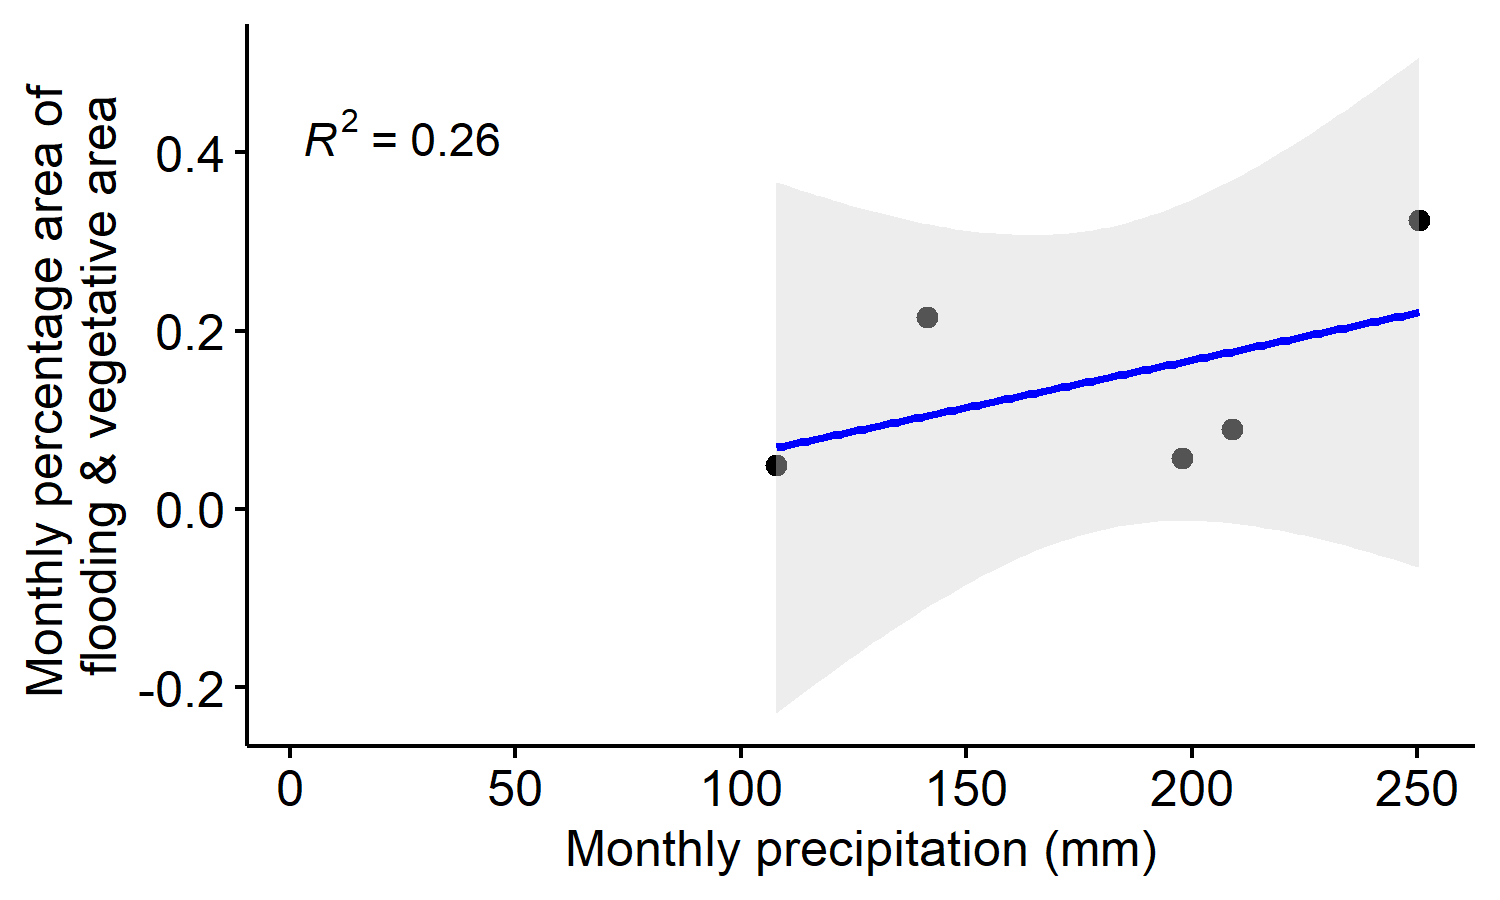 Monthly percentage area of
flooding & vegetative area
R² = 0.26
0.4
0.2
0.0
-0.2
0 50 100 150 200 250
Monthly precipitation (mm)